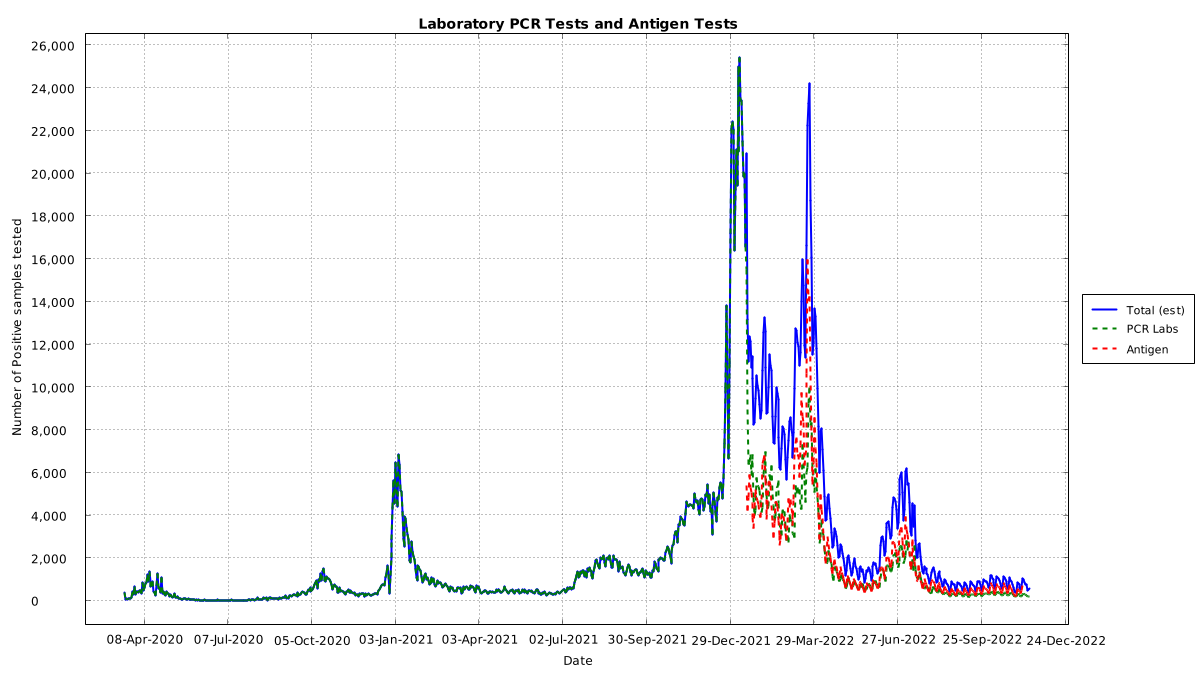 Laboratory PCR Tests and Antigen Tests
26,000
24,000
22,000
20,000
18,000
16,000
14,000
12,000
10,000
8,000
6,000
4,000
2,000
0
Number of Positive samples tested
08-Apr-2020 07-Jul-2020 05-Oct-2020 03-Jan-2021 03-Apr-2021 02-Jul-2021 30-Sep-2021 29-Dec-2021 29-Mar-2022 27-Jun-2022 25-Sep-2022 24-Dec-2022
Date
Total (est)
PCR Labs
Antigen